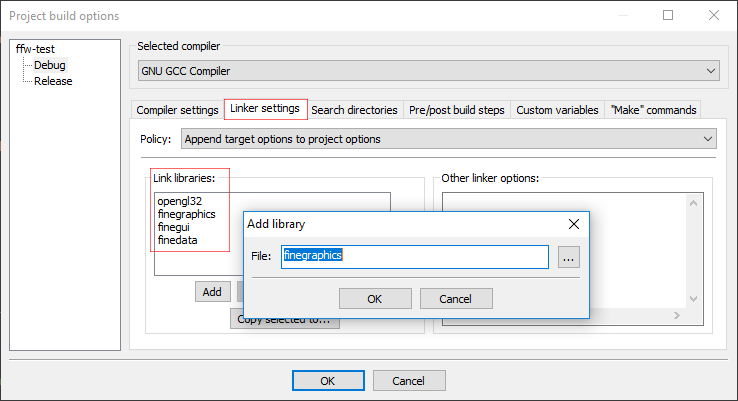 Project build options
ffw-test
Debug
Release
Selected compiler
GNU GCC Compiler
Compiler settings Linker settings Search directories Pre/post build steps Custom variables "Make" commands
Policy: Append target options to project options
Link libraries:
opengl32
finegraphics
finegui
finedata
Other linker options:
Add library
File: finegraphics ...
OK Cancel
Add
Copy selected to...
OK Cancel